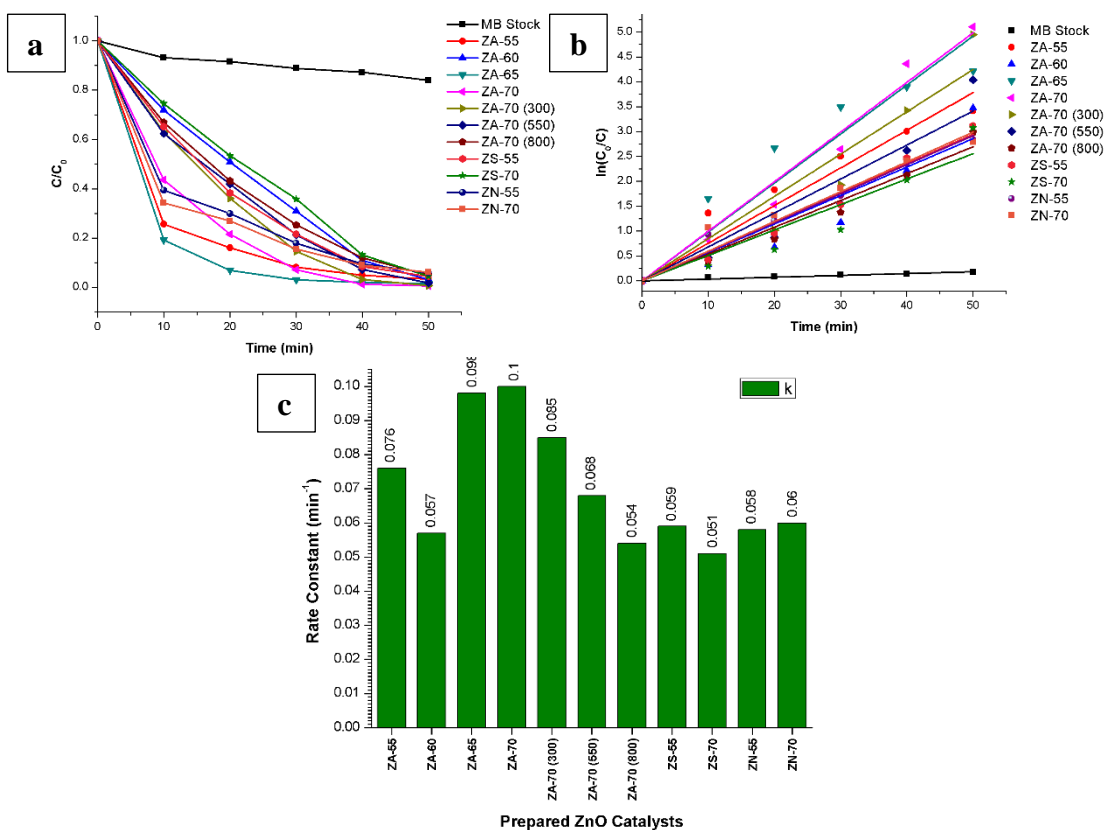 a
1.0
0.8
0.6
0.4
0.2
0.0
C/C₀
0
10
20
30
40
50
Time (min)
MB Stock
ZA-55
ZA-60
ZA-65
ZA-70
ZA-70 (300)
ZA-70 (550)
ZA-70 (800)
ZS-55
ZS-70
ZN-55
ZN-70
b
5.0
4.5
4.0
3.5
3.0
2.5
2.0
1.5
1.0
0.5
0.0
ln(C₀/C)
0
10
20
30
40
50
Time (min)
MB Stock
ZA-55
ZA-60
ZA-65
ZA-70
ZA-70 (300)
ZA-70 (550)
ZA-70 (800)
ZS-55
ZS-70
ZN-55
ZN-70
c
k
0.10
0.09
0.08
0.07
0.06
0.05
0.04
0.03
0.02
0.01
0.00
Rate Constant (min⁻¹)
0.076
0.057
0.098
0.1
0.085
0.068
0.054
0.059
0.051
0.058
0.06
ZA-55
ZA-60
ZA-65
ZA-70
ZA-70 (300)
ZA-70 (550)
ZA-70 (800)
ZS-55
ZS-70
ZN-55
ZN-70
Prepared ZnO Catalysts